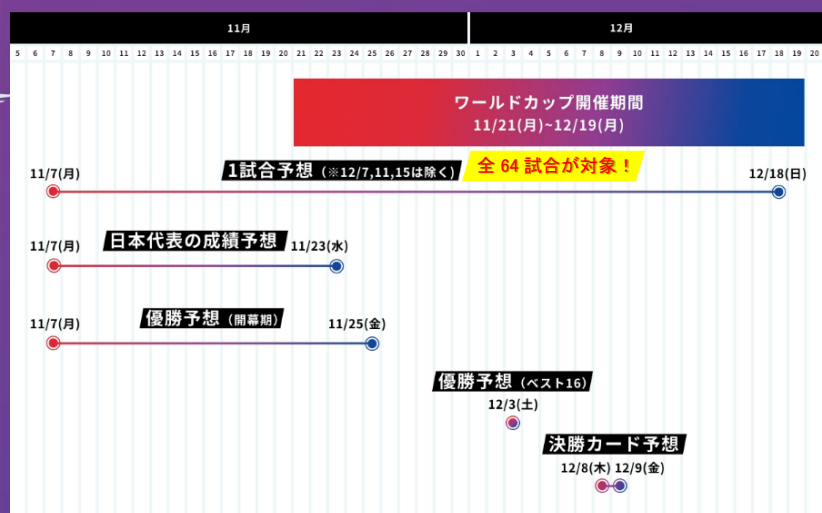 11月 12月
5 6 7 8 9 10 11 12 13 14 15 16 17 18 19 20 21 22 23 24 25 26 27 28 29 30 1 2 3 4 5 6 7 8 9 10 11 12 13 14 15 16 17 18 19 20
ワールドカップ開催期間
11/21(月)~12/19(月)
11/7(月) 1試合予想(※12/7,11,15は除く) 全64試合が対象! 12/18(日)
11/7(月) 日本代表の成績予想 11/23(水)
優勝予想(開幕期)
11/7(月) 11/25(金)
優勝予想(ベスト16)
12/3(土)
決勝カード予想
12/8(木) 12/9(金)